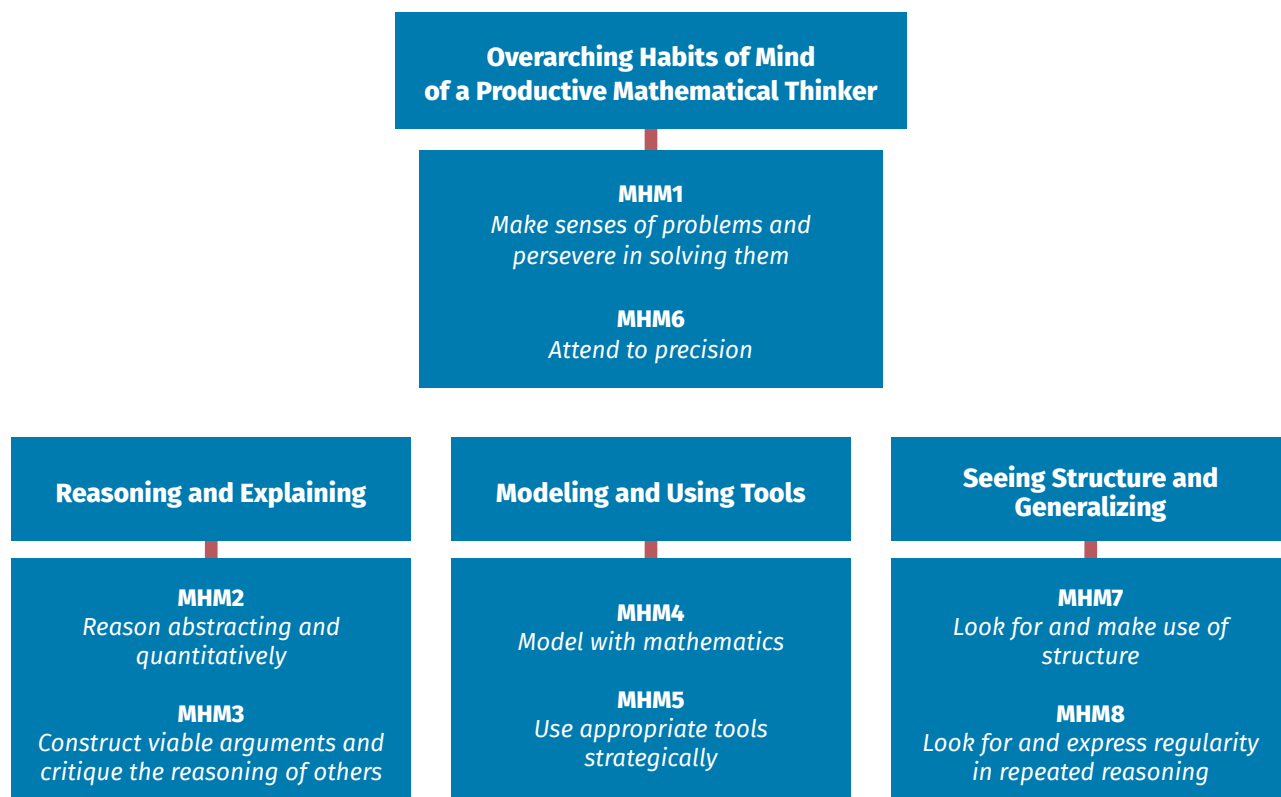 Overarching Habits of Mind
of a Productive Mathematical Thinker
MHM1
Make senses of problems and
persevere in solving them
MHM6
Attend to precision
Reasoning and Explaining
MHM2
Reason abstracting and
quantitatively
MHM3
Construct viable arguments and
critique the reasoning of others
Modeling and Using Tools
MHM4
Model with mathematics
MHM5
Use appropriate tools
strategically
Seeing Structure and
Generalizing
MHM7
Look for and make use of
structure
MHM8
Look for and express regularity
in repeated reasoning